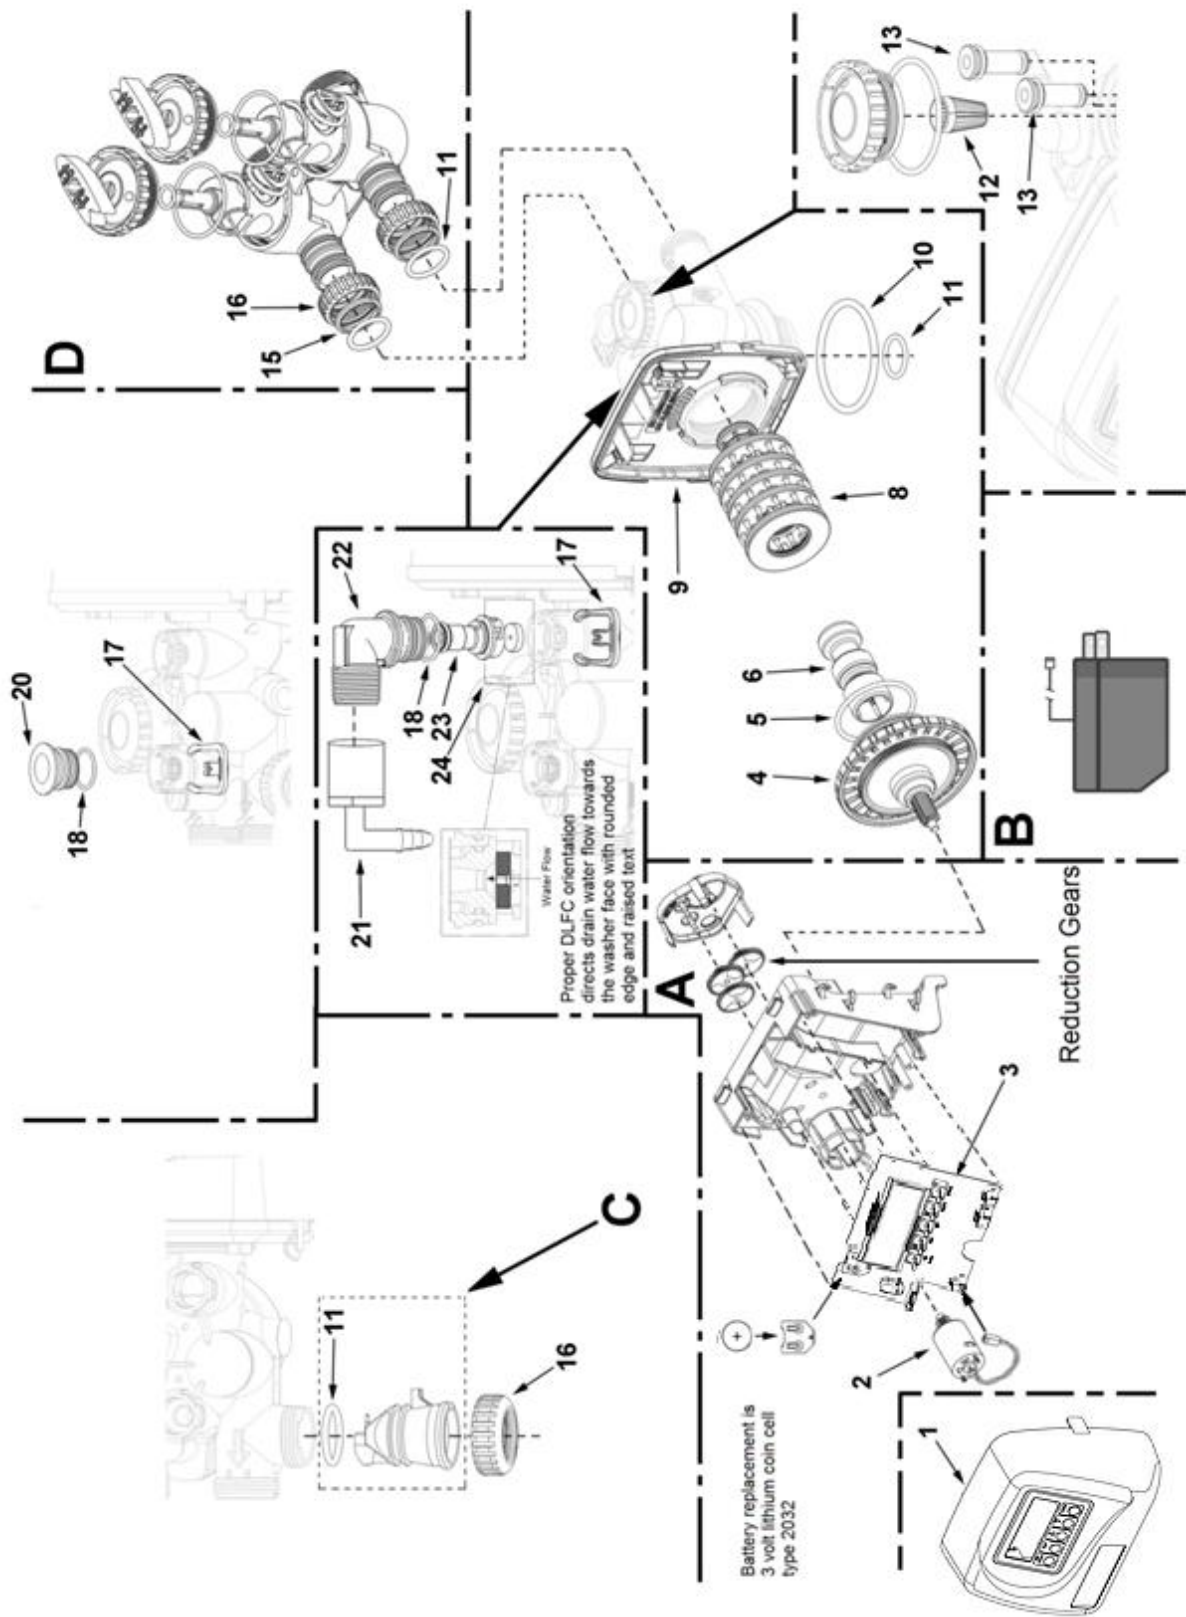 20
18
17
D
16
15
11
22
18
23
24
21
17
Water Flow
Proper DLFC orientation
directs drain water flow towards
the washer face with rounded
edge and raised text
11
16
C
A
9
8
10
11
4
5
6
13
12
13
B
Reduction Gears
3
2
+
Battery replacement is
3 volt lithium coin cell
type 2032
1